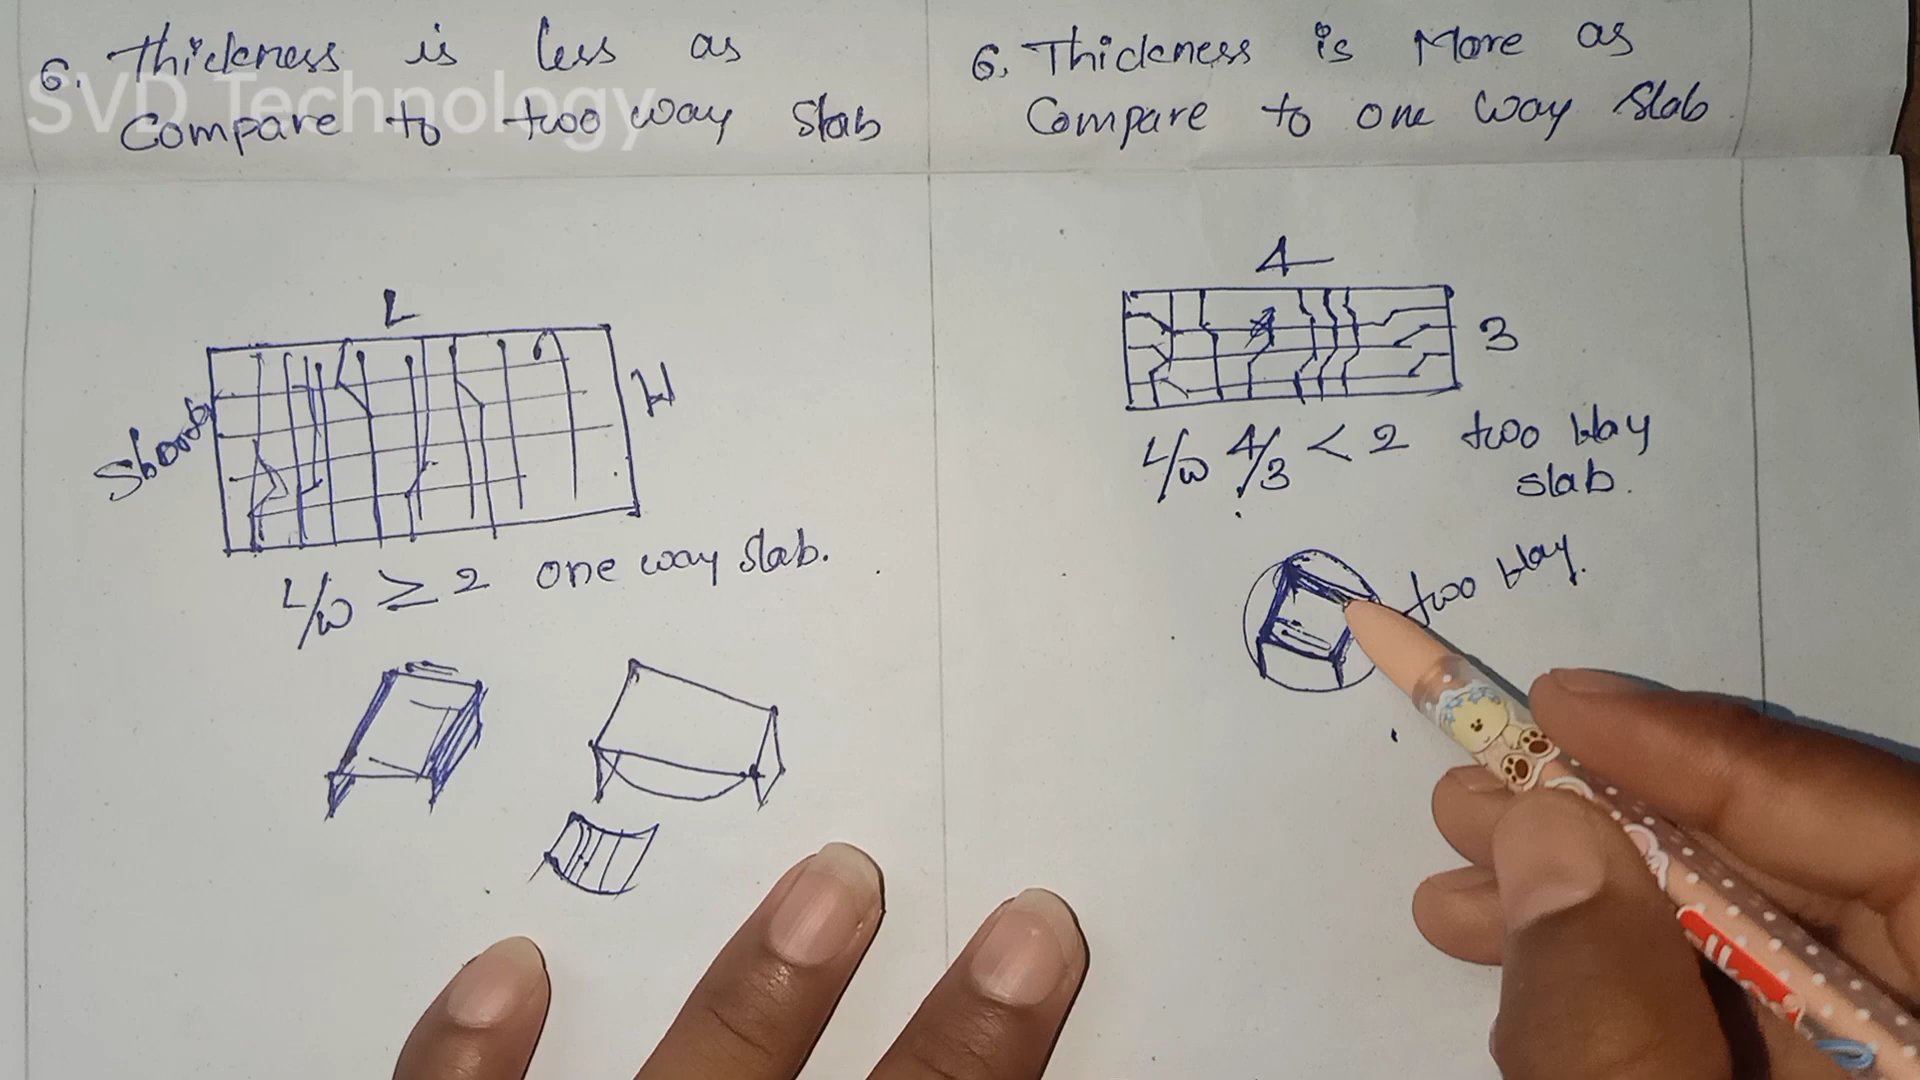 6. Thickness is less as
Compare to two way Slab
SVD Technology
6. Thickness is More as
Compare to one way Slab
L
W
Short
L/W ≥ 2 one way slab.
4
3
L/W 4/3 < 2 two Way
slab.
two Way.